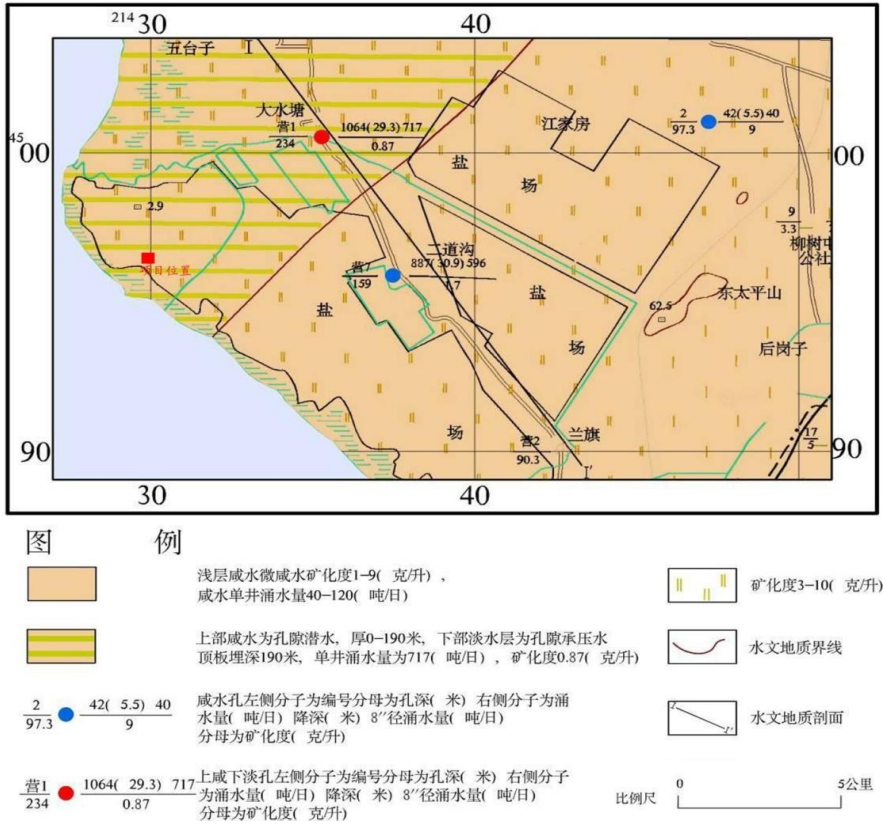 214 30
40
五台子
I
大水塘
营1
234
1064( 29.3) 717
0.87
江家房
2
97.3
42( 5.5) 40
9
45 00
00
盐
场
2.9
项目位置
二道沟
营7
159
887( 30.9) 596
1.7
9
3.3
柳树屯
公社
盐
盐
场
62.5
东太平山
后岗子
场
营2
90.3
兰旗
17
5
I'
90
90
30
40
图 例
浅层咸水微咸水矿化度1-9( 克/升) ,
咸水单井涌水量40-120( 吨/日)
矿化度3-10( 克/升)
上部咸水为孔隙潜水, 厚0-190米, 下部淡水层为孔隙承压水
顶板埋深190米, 单井涌水量为717( 吨/日) , 矿化度0.87( 克/升)
水文地质界线
2
97.3
42( 5.5) 40
9
咸水孔左侧分子为编号分母为孔深( 米) 右侧分子为涌
水量( 吨/日) 降深( 米) 8″径涌水量( 吨/日)
分母为矿化度( 克/升)
I
I'
水文地质剖面
营1
234
1064( 29.3) 717
0.87
上咸下淡孔左侧分子为编号分母为孔深( 米) 右侧分子
为涌水量( 吨/日) 降深( 米) 8″径涌水量( 吨/日)
分母为矿化度( 克/升)
比例尺
0
5公里